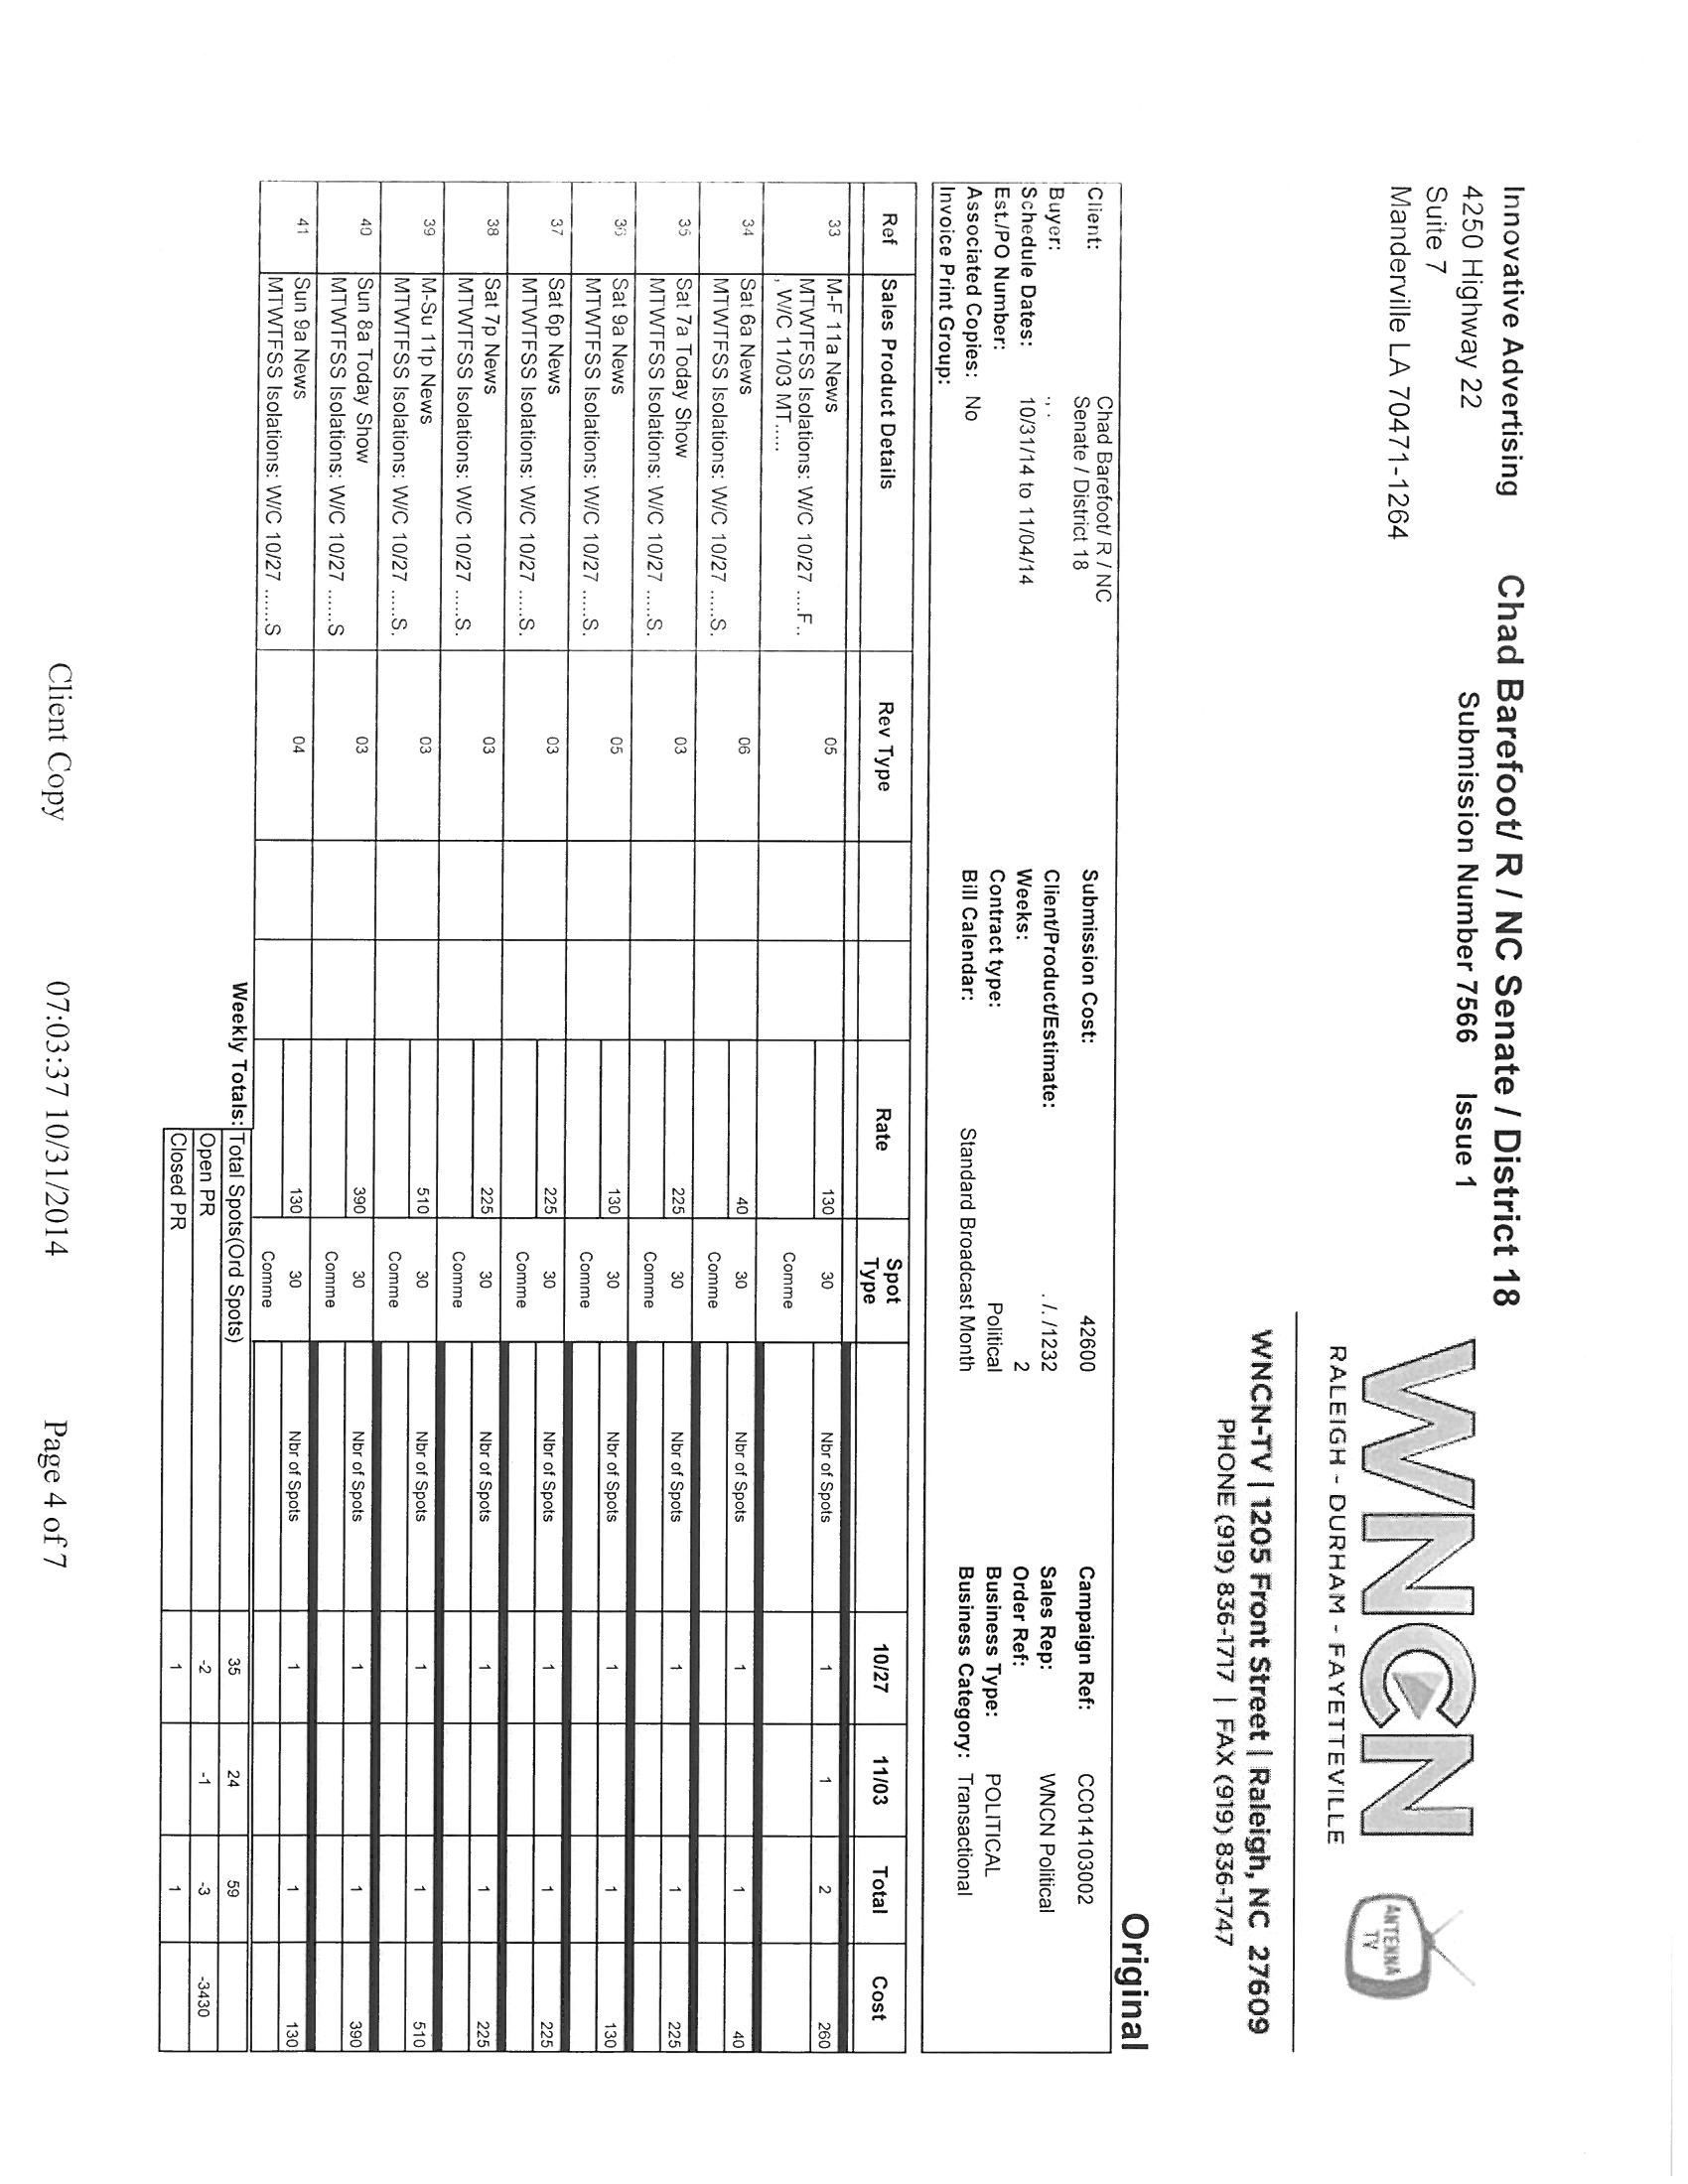 Innovative Advertising
4250 Highway 22
Suite 7
Manderville LA 70471-1264
Chad Barefoot/ R / NC Senate / District 18
Submission Number 7566 Issue 1
WNCN
RALEIGH - DURHAM - FAYETTEVILLE
ANTENNA
TV
WNCN-TV | 1205 Front Street | Raleigh, NC 27609
PHONE (919) 836-1717 | FAX (919) 836-1747
Original
Client: Chad Barefoot/ R / NC
Senate / District 18
Buyer: ., .
Schedule Dates: 10/31/14 to 11/04/14
Est./PO Number:
Associated Copies: No
Invoice Print Group:
Submission Cost: 42600
Client/Product/Estimate: . /. /1232
Weeks: 2
Contract type: Political
Bill Calendar: Standard Broadcast Month
Campaign Ref: CC014103002
Sales Rep: WNCN Political
Order Ref:
Business Type: POLITICAL
Business Category: Transactional
Ref Sales Product Details Rev Type Rate Spot Type 10/27 11/03 Total Cost
33 M-F 11a News 05 130 30 Nbr of Spots 1 1 2 260
MTWTFSS Isolations: W/C 10/27 ....F.. Comme
, W/C 11/03 MT.....
34 Sat 6a News 06 40 30 Nbr of Spots 1 1 40
MTWTFSS Isolations: W/C 10/27 .....S. Comme
35 Sat 7a Today Show 03 225 30 Nbr of Spots 1 1 225
MTWTFSS Isolations: W/C 10/27 .....S. Comme
36 Sat 9a News 05 130 30 Nbr of Spots 1 1 130
MTWTFSS Isolations: W/C 10/27 .....S. Comme
37 Sat 6p News 03 225 30 Nbr of Spots 1 1 225
MTWTFSS Isolations: W/C 10/27 .....S. Comme
38 Sat 7p News 03 225 30 Nbr of Spots 1 1 225
MTWTFSS Isolations: W/C 10/27 .....S. Comme
39 M-Su 11p News 03 510 30 Nbr of Spots 1 1 510
MTWTFSS Isolations: W/C 10/27 .....S. Comme
40 Sun 8a Today Show 03 390 30 Nbr of Spots 1 1 390
MTWTFSS Isolations: W/C 10/27 ......S Comme
41 Sun 9a News 04 130 30 Nbr of Spots 1 1 130
MTWTFSS Isolations: W/C 10/27 ......S Comme
Weekly Totals: Total Spots(Ord Spots) 35 24 59
Open PR -2 -1 -3 -3430
Closed PR 1 1
Client Copy 07:03:37 10/31/2014 Page 4 of 7